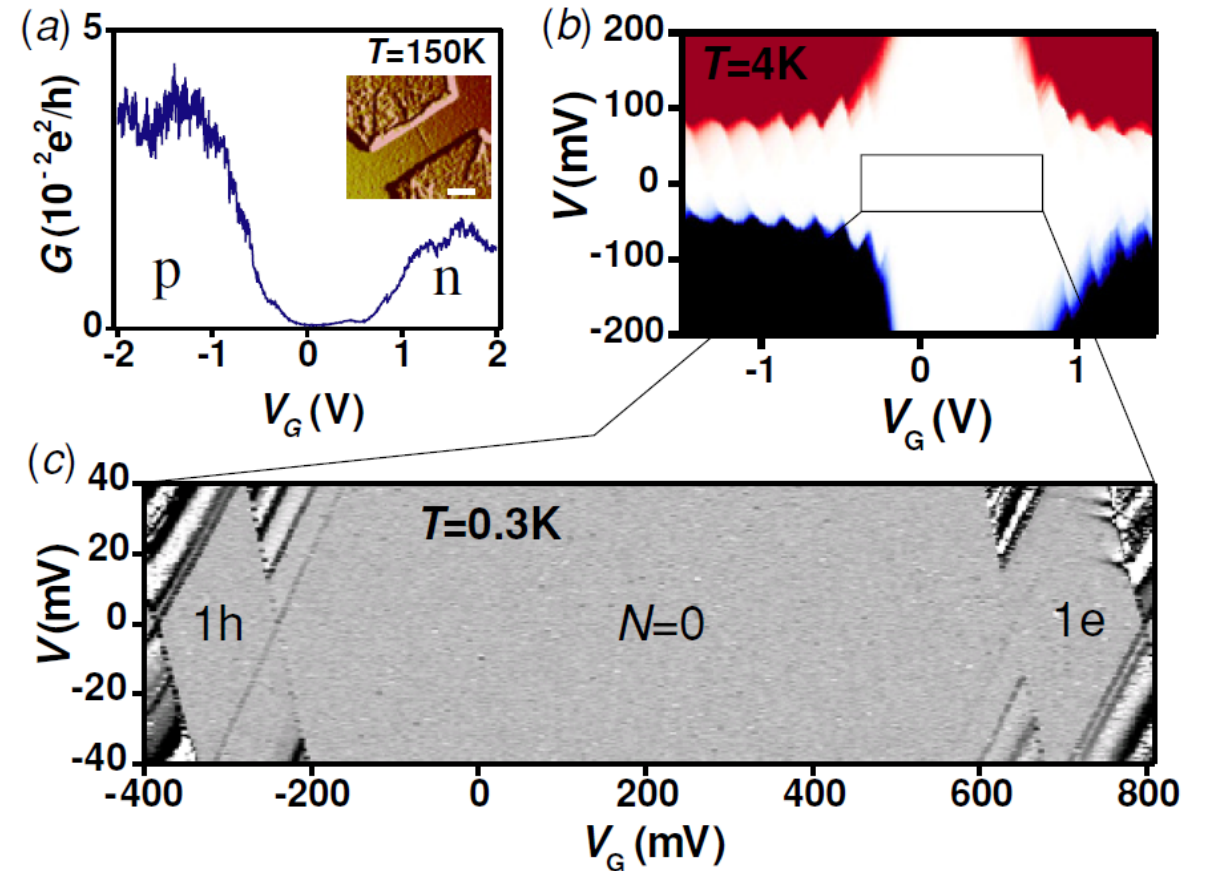 (a)
5
T=150K
G (10⁻²e²/h)
p
n
0
-2
-1
0
1
2
V_G (V)
(b)
200
T=4K
100
V (mV)
0
-100
-200
-1
0
1
V_G (V)
(c)
40
T=0.3K
20
V (mV)
0
1h
N=0
1e
-20
-40
-400
-200
0
200
400
600
800
V_G (mV)